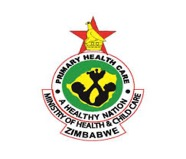 PRIMARY HEALTH CARE
A HEALTHY NATION
MINISTRY OF HEALTH & CHILD CARE
ZIMBABWE